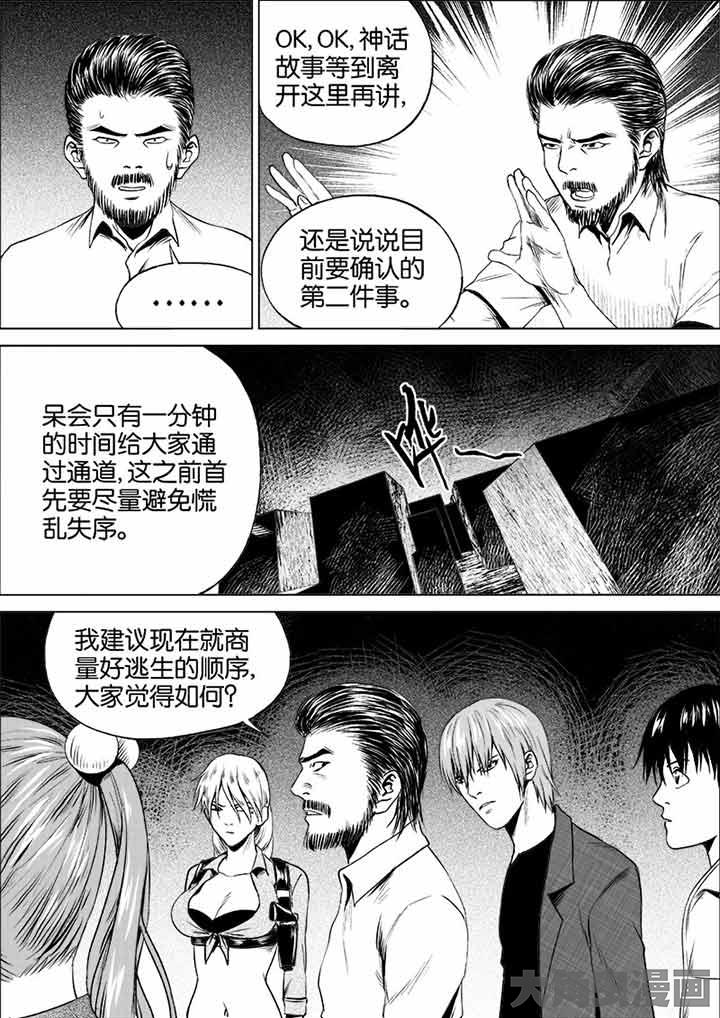 ……
OK, OK, 神话
故事等到离
开这里再讲,
还是说说目
前要确认的
第二件事。
呆会只有一分钟
的时间给大家通
过通道,这之前首
先要尽量避免慌
乱失序。
我建议现在就商
量好逃生的顺序,
大家觉得如何?
漫画